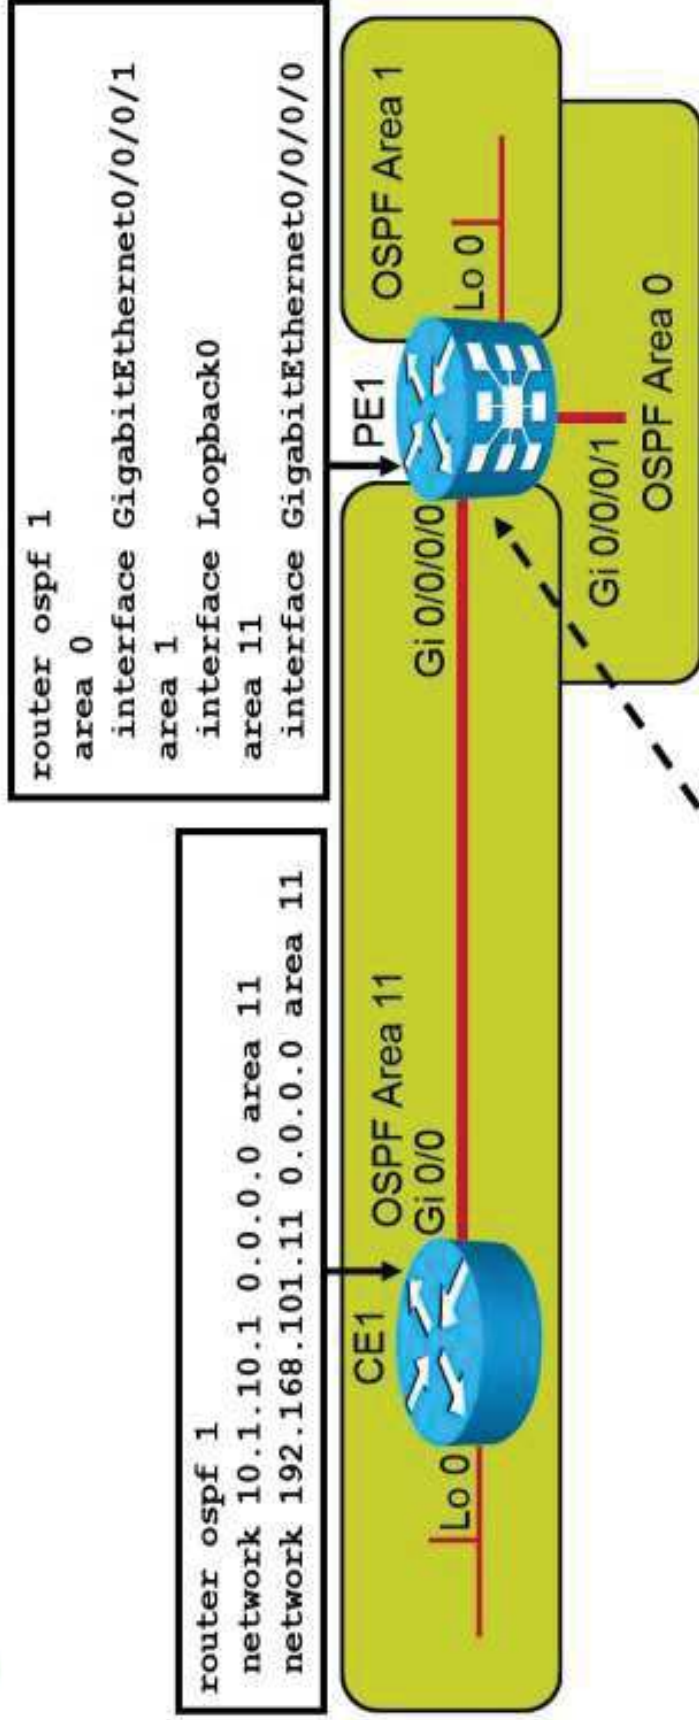 router ospf 1
network 10.1.10.1 0.0.0.0 area 11
network 192.168.101.11 0.0.0.0 area 11
router ospf 1
area 0
interface GigabitEthernet0/0/0/1
area 1
interface Loopback0
area 11
interface GigabitEthernet0/0/0/0
CE1
OSPF Area 11
Gi 0/0
Lo 0
PE1
Gi 0/0/0/0
OSPF Area 1
Lo 0
Gi 0/0/0/1
OSPF Area 0